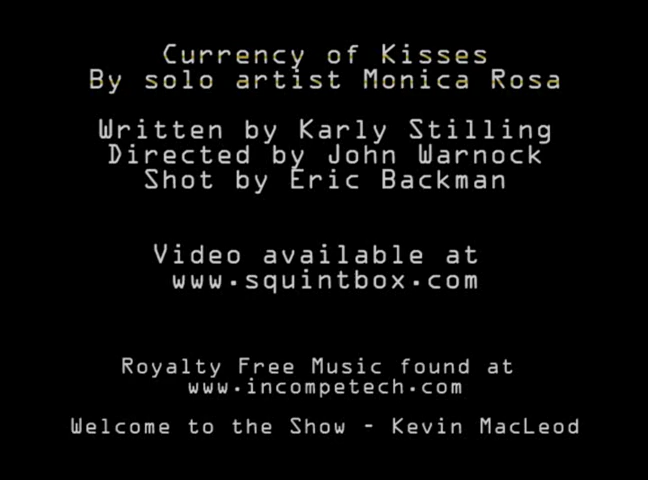 Currency of Kisses
By solo artist Monica Rosa
Written by Karly Stilling
Directed by John Warnock
Shot by Eric Backman
Video available at
www.squintbox.com
Royalty Free Music found at
www.incompetech.com
Welcome to the Show - Kevin MacLeod